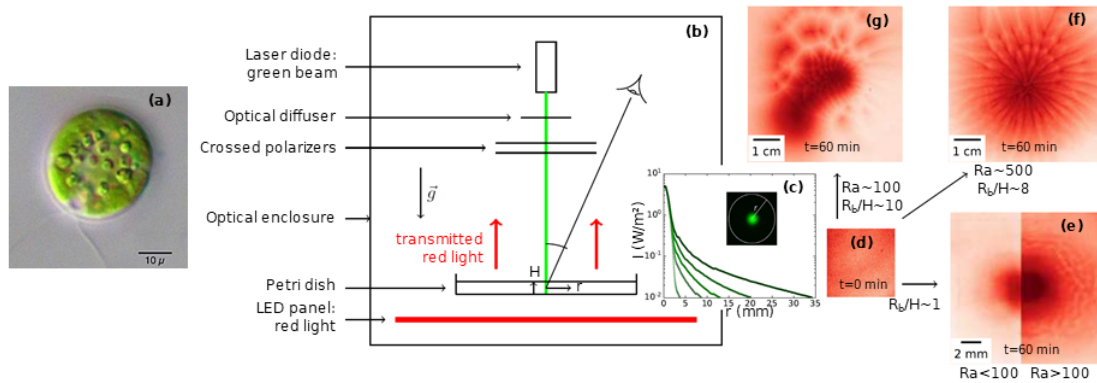 (a)
10 μ
(b)
Laser diode:
green beam
Optical diffuser
Crossed polarizers
g
Optical enclosure
transmitted
red light
H
r
Petri dish
LED panel:
red light
(c)
I (W/m²)
10¹
10⁰
10⁻¹
10⁻²
0 5 10 15 20 25 30 35
r (mm)
r
(g)
1 cm
t=60 min
(f)
1 cm
t=60 min
Ra~100
R_b/H~10
Ra~500
R_b/H~8
(d)
t=0 min
R_b/H~1
(e)
2 mm
t=60 min
Ra<100
Ra>100